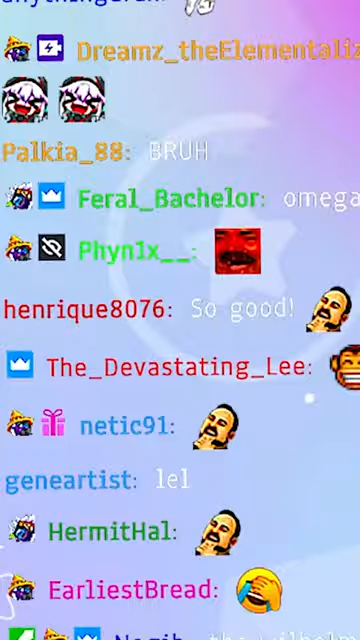 Dreamz_theElementaliz
Palkia_88: BRUH
Feral_Bachelor: omega
Phyn1x__:
henrique8076: So good!
The_Devastating_Lee:
netic91:
geneartist: lel
HermitHal:
EarliestBread: